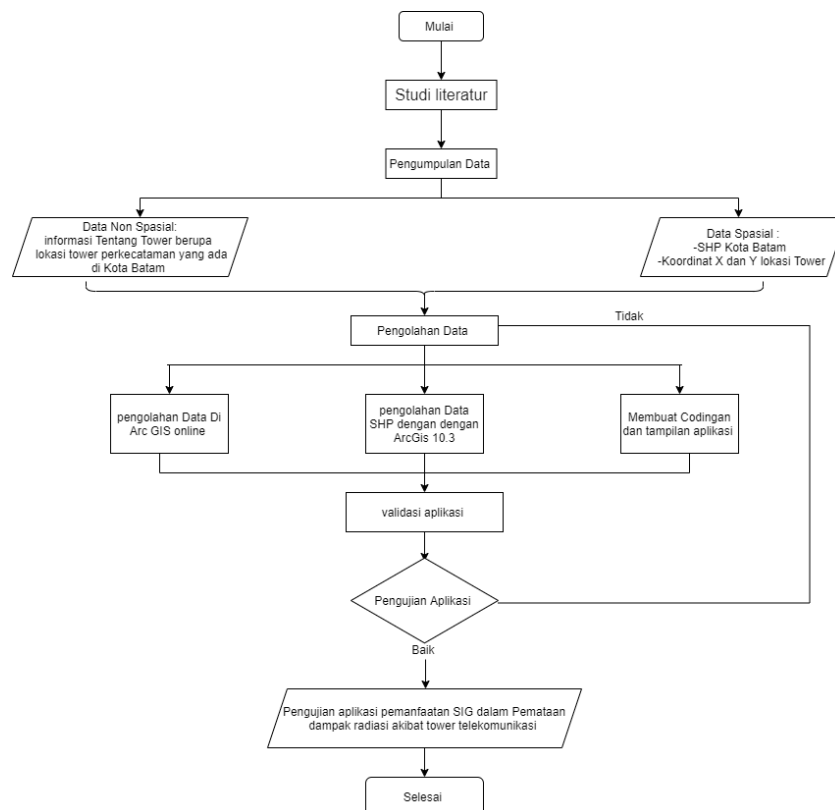 Mulai
Studi literatur
Pengumpulan Data
Data Non Spasial:
informasi Tentang Tower berupa
lokasi tower perkecataman yang ada
di Kota Batam
Data Spasial :
-SHP Kota Batam
-Koordinat X dan Y lokasi Tower
Pengolahan Data
Tidak
pengolahan Data Di
Arc GIS online
pengolahan Data
SHP dengan dengan
ArcGis 10.3
Membuat Codingan
dan tampilan aplikasi
validasi aplikasi
Pengujian Aplikasi
Baik
Pengujian aplikasi pemanfaatan SIG dalam Pemataan
dampak radiasi akibat tower telekomunikasi
Selesai